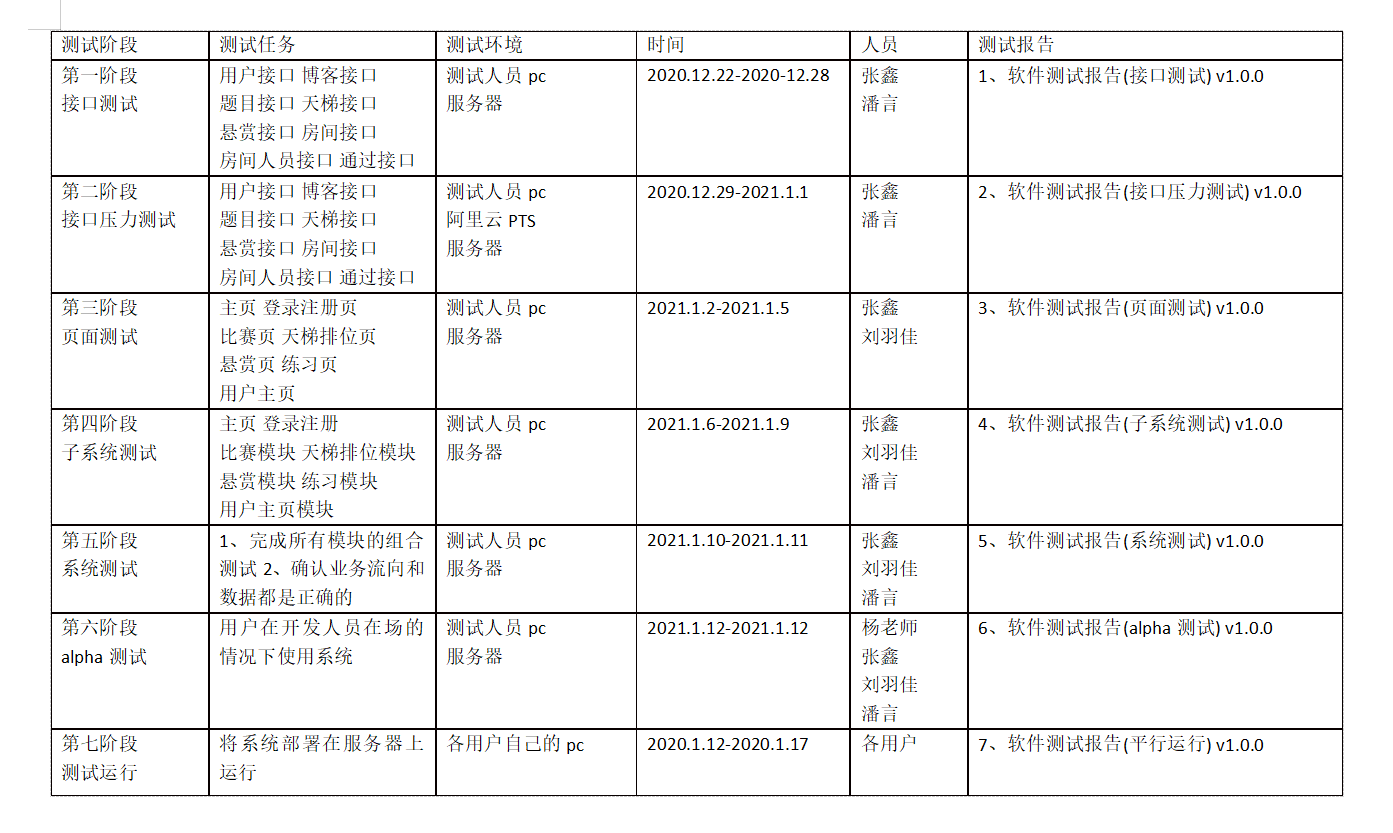 测试阶段 测试任务 测试环境 时间 人员 测试报告
第一阶段 用户接口 博客接口 测试人员 pc 2020.12.22-2020-12.28 张鑫 1、软件测试报告(接口测试) v1.0.0
接口测试 题目接口 天梯接口 服务器 潘言
悬赏接口 房间接口
房间人员接口 通过接口
第二阶段 用户接口 博客接口 测试人员 pc 2020.12.29-2021.1.1 张鑫 2、软件测试报告(接口压力测试) v1.0.0
接口压力测试 题目接口 天梯接口 阿里云 PTS 潘言
悬赏接口 房间接口 服务器
房间人员接口 通过接口
第三阶段 主页 登录注册页 测试人员 pc 2021.1.2-2021.1.5 张鑫 3、软件测试报告(页面测试) v1.0.0
页面测试 比赛页 天梯排位页 服务器 刘羽佳
悬赏页 练习页
用户主页
第四阶段 主页 登录注册 测试人员 pc 2021.1.6-2021.1.9 张鑫 4、软件测试报告(子系统测试) v1.0.0
子系统测试 比赛模块 天梯排位模块 服务器 刘羽佳
悬赏模块 练习模块 潘言
用户主页模块
第五阶段 1、完成所有模块的组合 测试人员 pc 2021.1.10-2021.1.11 张鑫 5、软件测试报告(系统测试) v1.0.0
系统测试 测试 2、确认业务流向和 服务器 刘羽佳
数据都是正确的 潘言
第六阶段 用户在开发人员在场的 测试人员 pc 2021.1.12-2021.1.12 杨老师 6、软件测试报告(alpha 测试) v1.0.0
alpha 测试 情况下使用系统 服务器 张鑫
刘羽佳
潘言
第七阶段 将系统部署在服务器上 各用户自己的 pc 2020.1.12-2020.1.17 各用户 7、软件测试报告(平行运行) v1.0.0
测试运行 运行